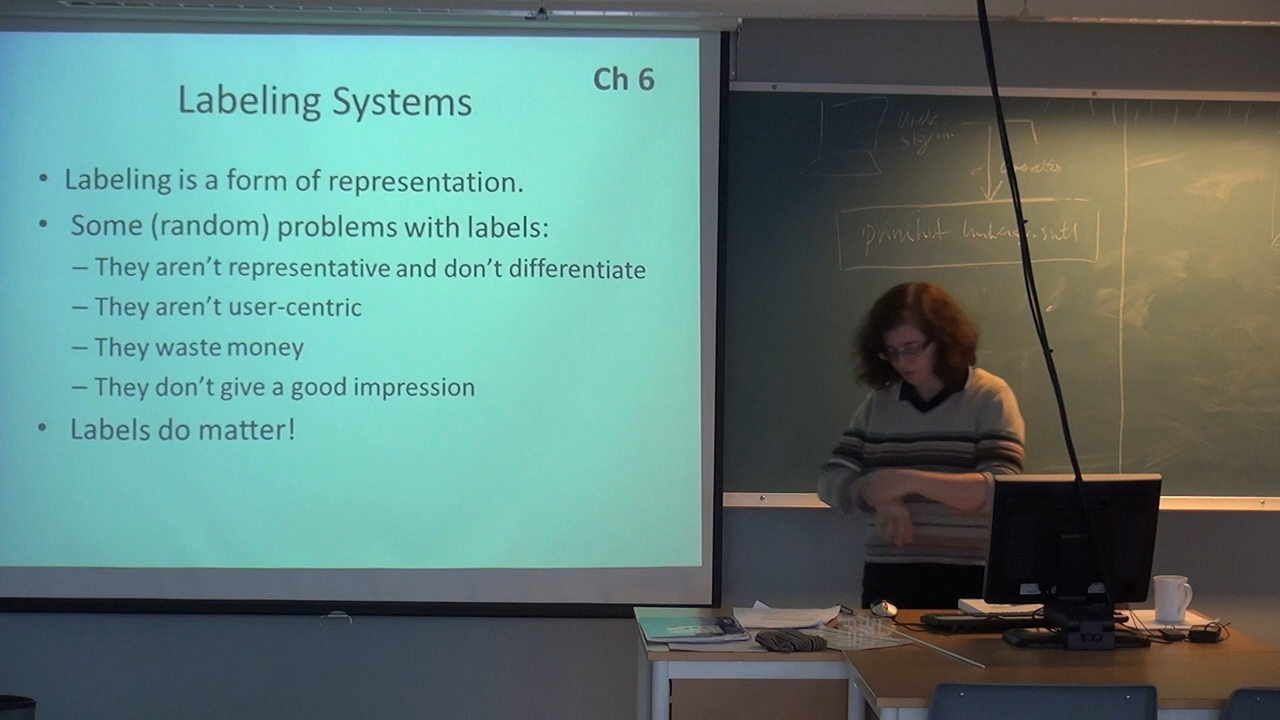 Ch 6
Labeling Systems
• Labeling is a form of representation.
• Some (random) problems with labels:
– They aren't representative and don't differentiate
– They aren't user-centric
– They waste money
– They don't give a good impression
• Labels do matter!